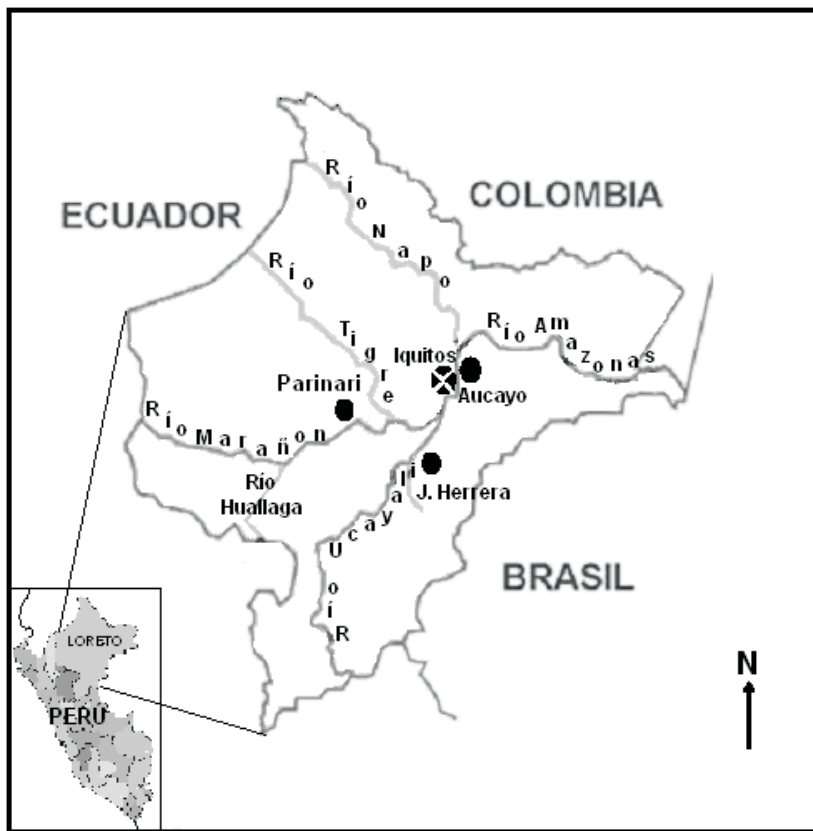 ECUADOR
COLOMBIA
Río Napo
Río Tigre
Río Amazonas
Iquitos
Aucayo
Parinari
Río Marañon
Río
Huallaga
J. Herrera
Río Ucayali
BRASIL
N
LORETO
PERU